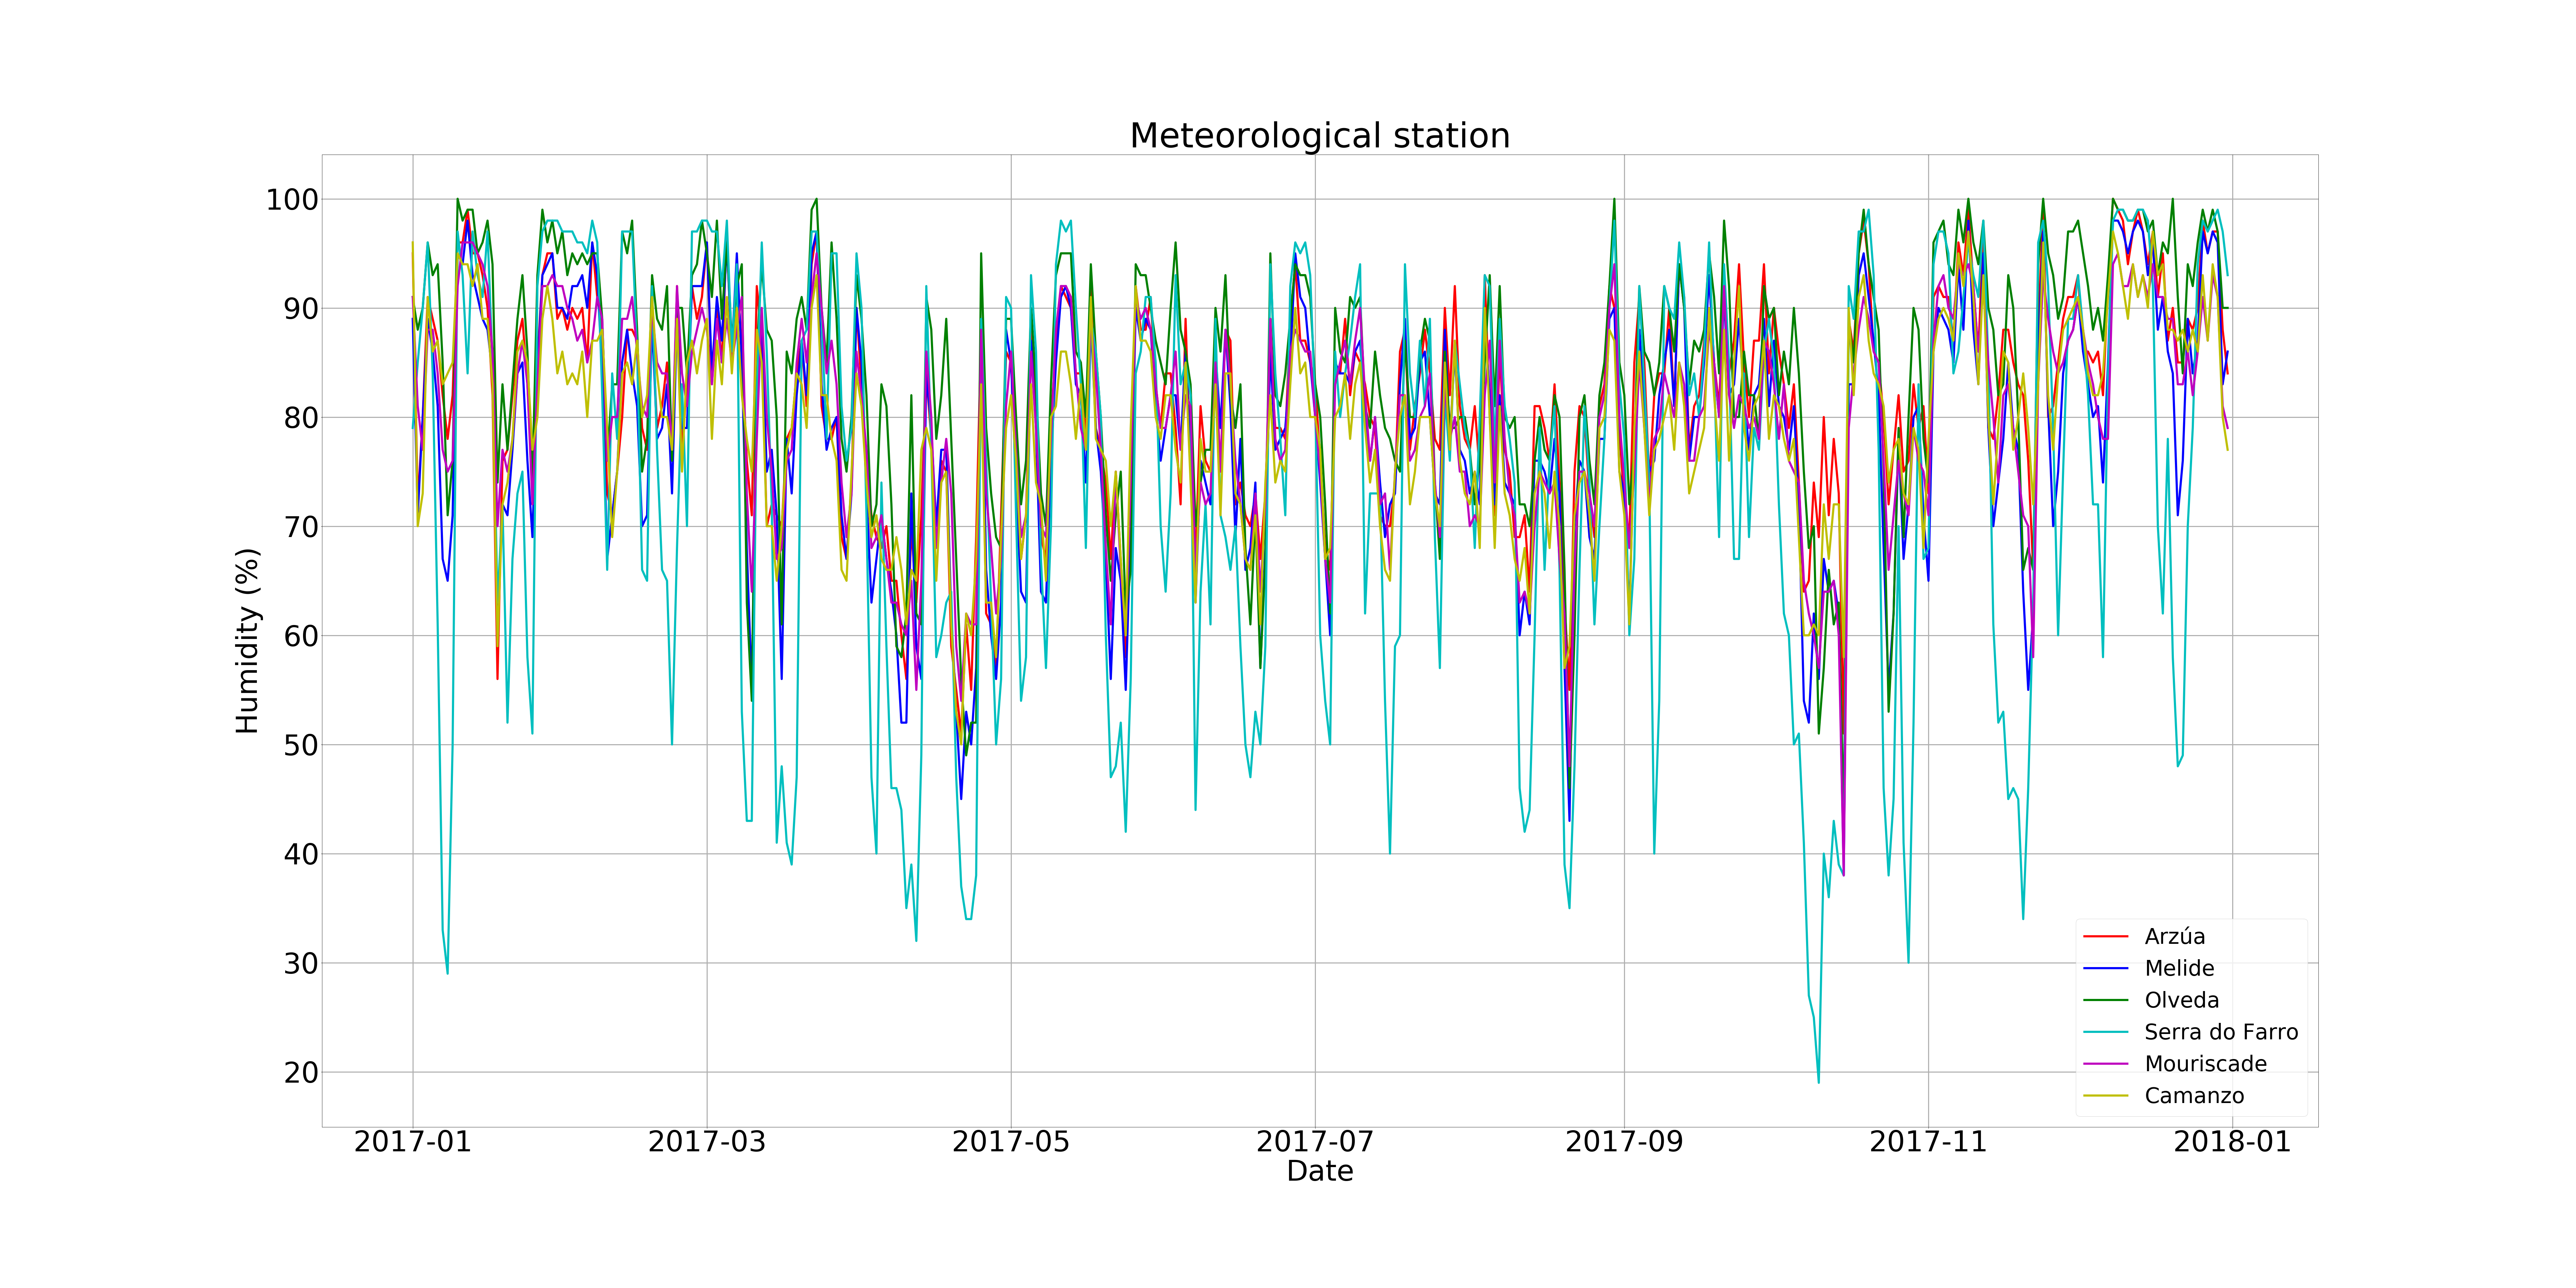 Meteorological station
Humidity (%)
100
90
80
70
60
50
40
30
20
2017-01 2017-03 2017-05 2017-07 2017-09 2017-11 2018-01
Date
Arzúa
Melide
Olveda
Serra do Farro
Mouriscade
Camanzo